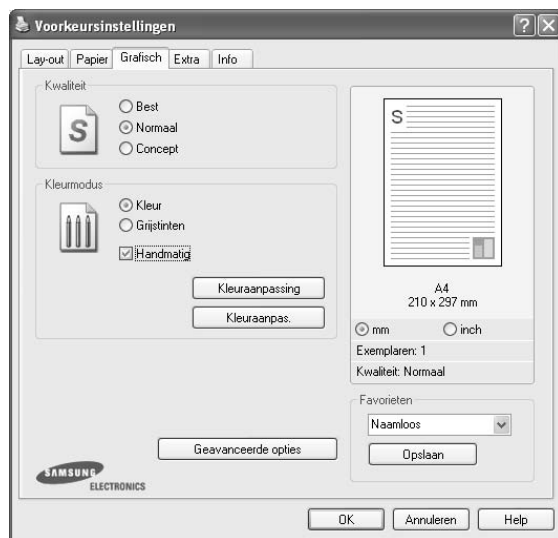 Voorkeursinstellingen
Lay-out Papier Grafisch Extra Info
Kwaliteit
S
Best
Normaal
Concept
Kleurmodus
Kleur
Grijstinten
Handmatig
Kleuraanpassing
Kleuraanpas.
Geavanceerde opties
SAMSUNG
ELECTRONICS
S
A4
210 x 297 mm
mm inch
Exemplaren: 1
Kwaliteit: Normaal
Favorieten
Naamloos
Opslaan
OK Annuleren Help